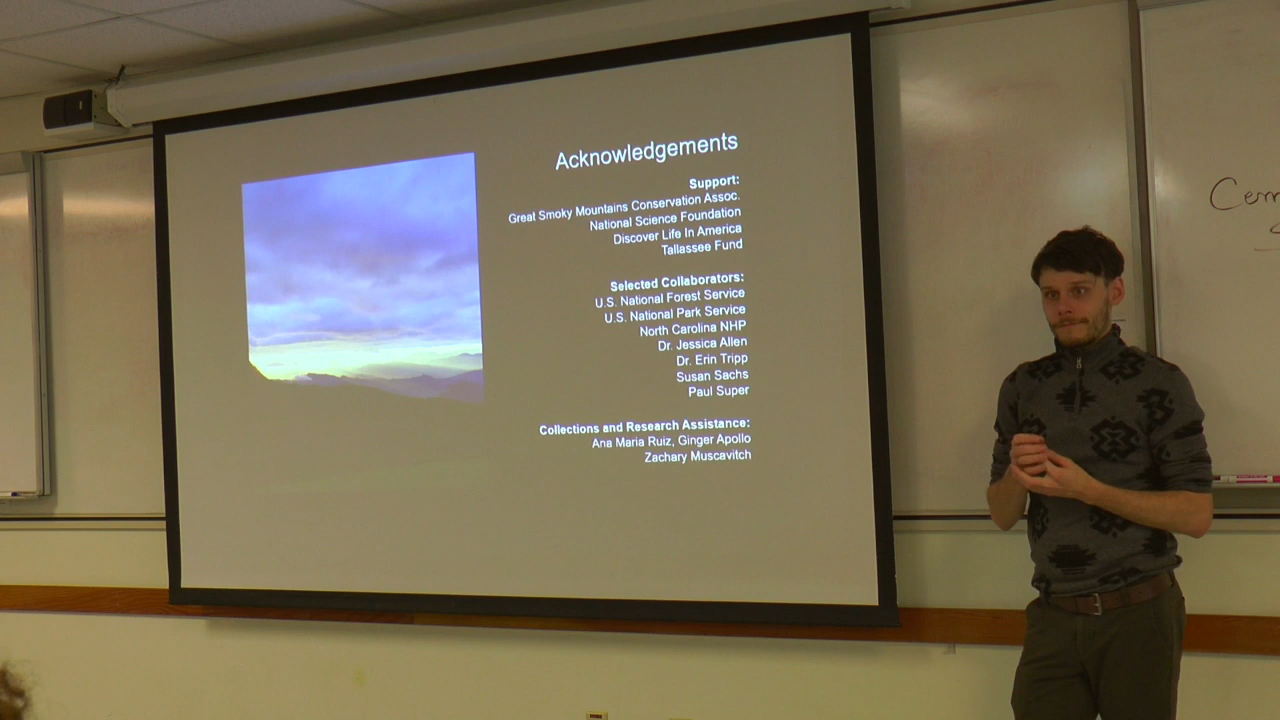 Acknowledgements
Support:
Great Smoky Mountains Conservation Assoc.
National Science Foundation
Discover Life In America
Tallassee Fund
Selected Collaborators:
U.S. National Forest Service
U.S. National Park Service
North Carolina NHP
Dr. Jessica Allen
Dr. Erin Tripp
Susan Sachs
Paul Super
Collections and Research Assistance:
Ana Maria Ruiz, Ginger Apollo
Zachary Muscavitch